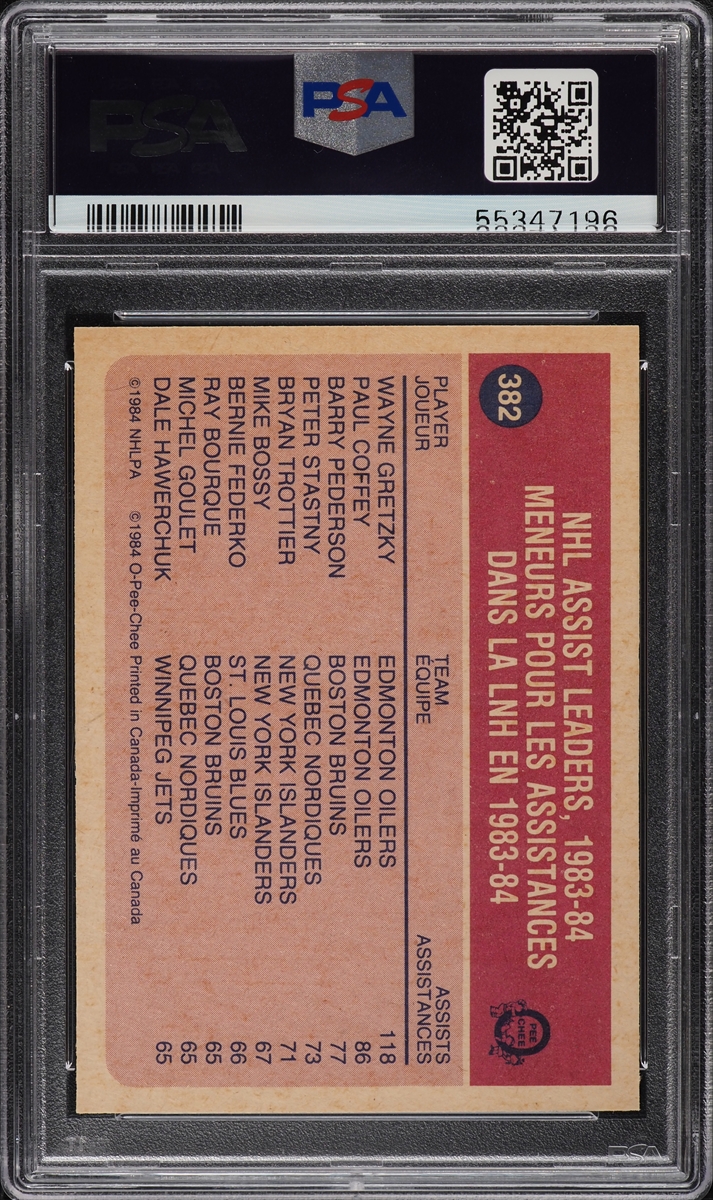 PSA
PSA
55347196
382
NHL ASSIST LEADERS, 1983-84
MENEURS POUR LES ASSISTANCES
DANS LA LNH EN 1983-84
O PEE CHEE
PLAYER TEAM ASSISTS
JOUEUR ÉQUIPE ASSISTANCES
WAYNE GRETZKY EDMONTON OILERS 118
PAUL COFFEY EDMONTON OILERS 86
BARRY PEDERSON BOSTON BRUINS 77
PETER STASTNY QUEBEC NORDIQUES 73
BRYAN TROTTIER NEW YORK ISLANDERS 71
MIKE BOSSY NEW YORK ISLANDERS 67
BERNIE FEDERKO ST. LOUIS BLUES 66
RAY BOURQUE BOSTON BRUINS 65
MICHEL GOULET QUEBEC NORDIQUES 65
DALE HAWERCHUK WINNIPEG JETS 65
©1984 NHLPA ©1984 O-Pee-Chee Printed in Canada-Imprimé au Canada
PSA